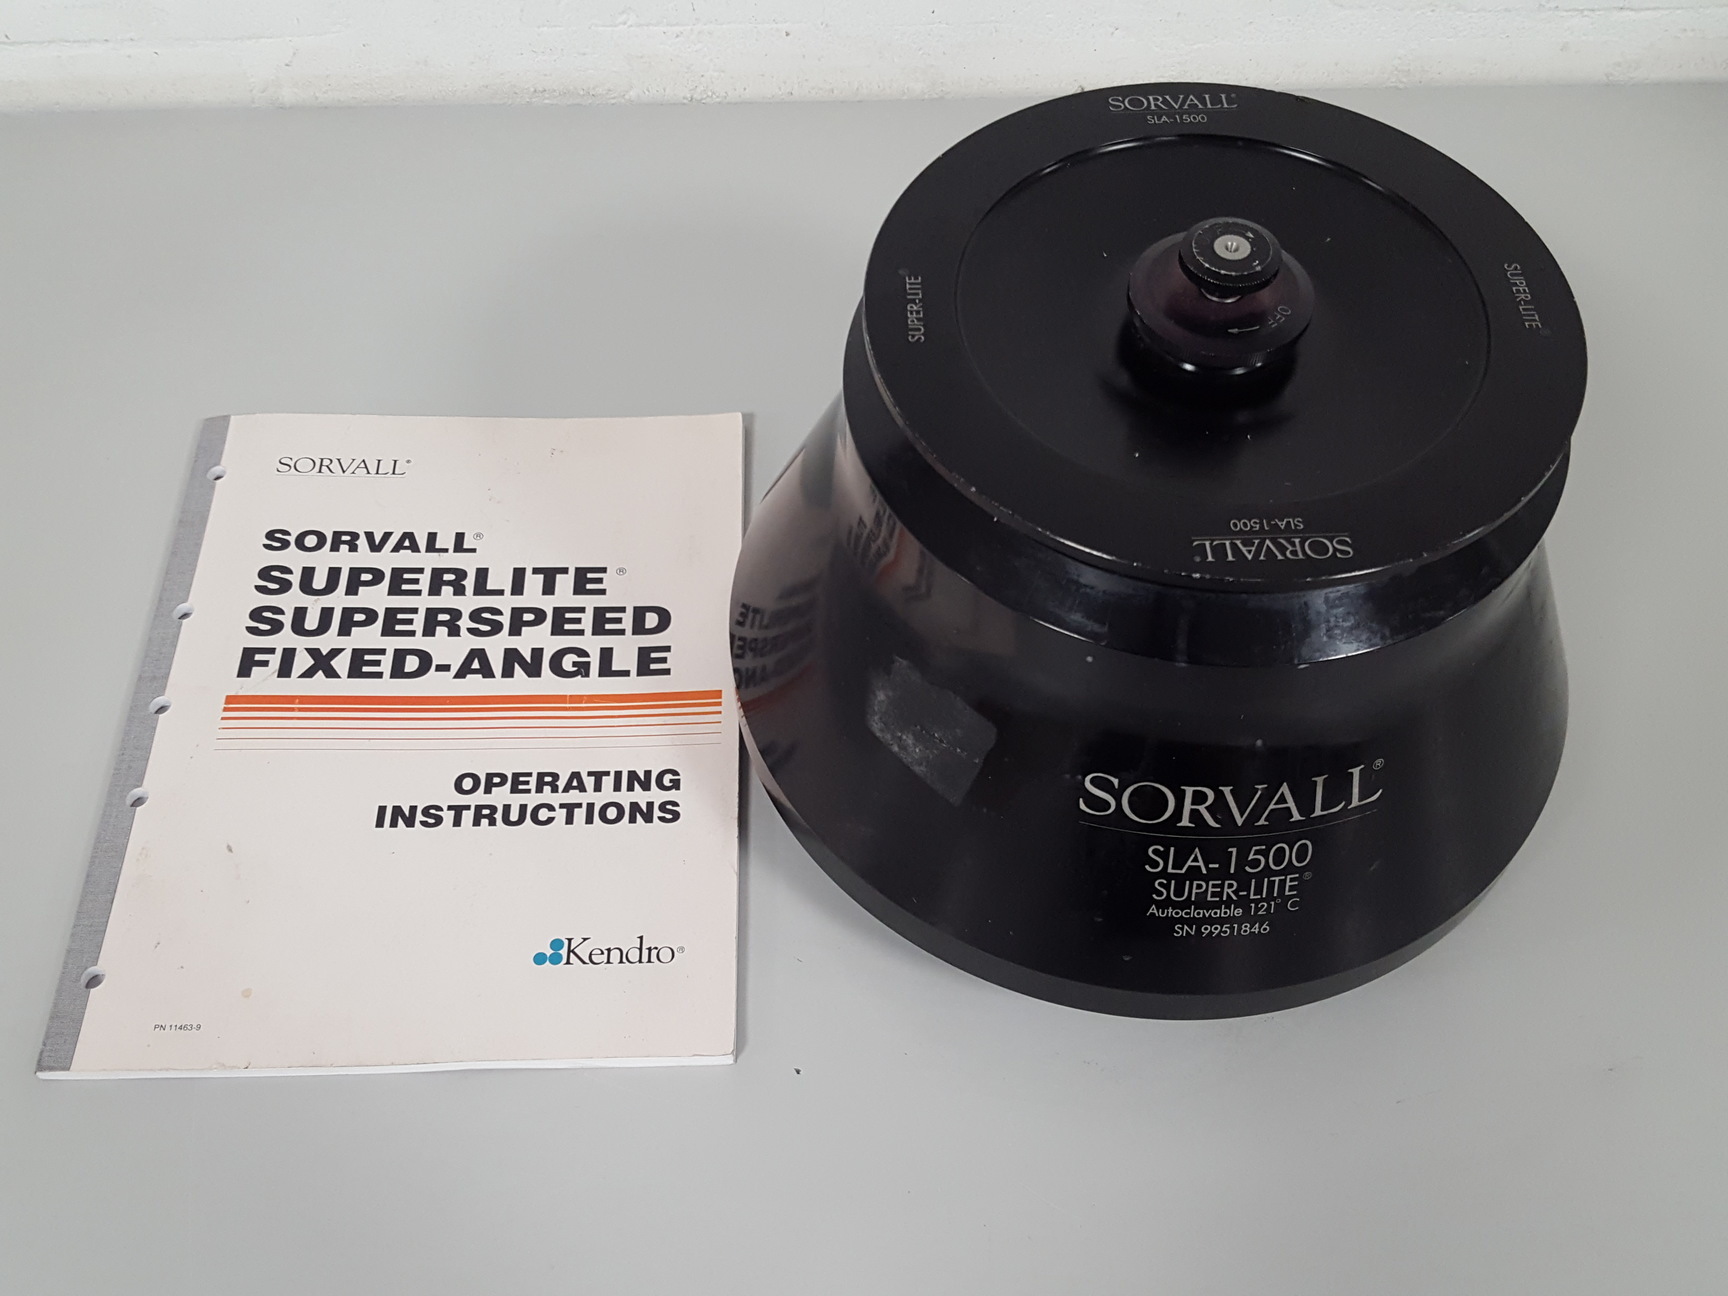 SORVALL®
SORVALL®
SUPERLITE®
SUPERSPEED
FIXED-ANGLE
OPERATING
INSTRUCTIONS
Kendro®
PN 11463-9
SORVALL®
SLA-1500
SUPER-LITE®
SUPER-LITE®
OFF
SLA-1500
SORVALL®
SORVALL®
SLA-1500
SUPER-LITE®
Autoclavable 121° C
SN 9951846